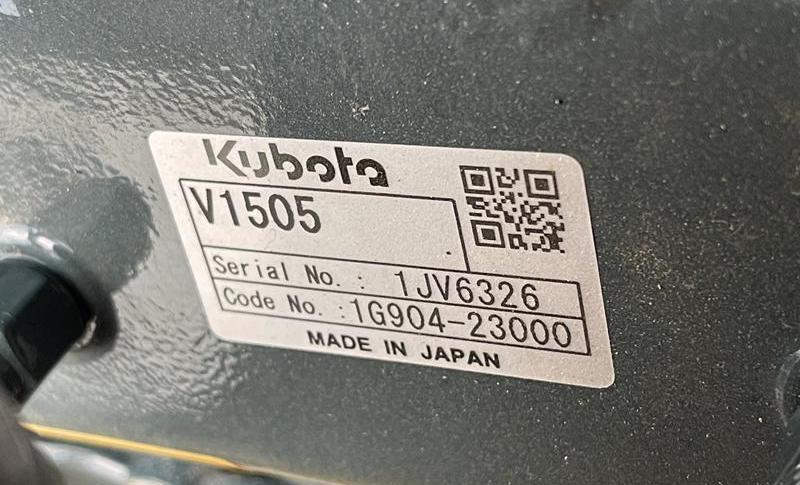 Kubota
V1505
Serial No. : 1JV6326
Code No. :1G904-23000
MADE IN JAPAN